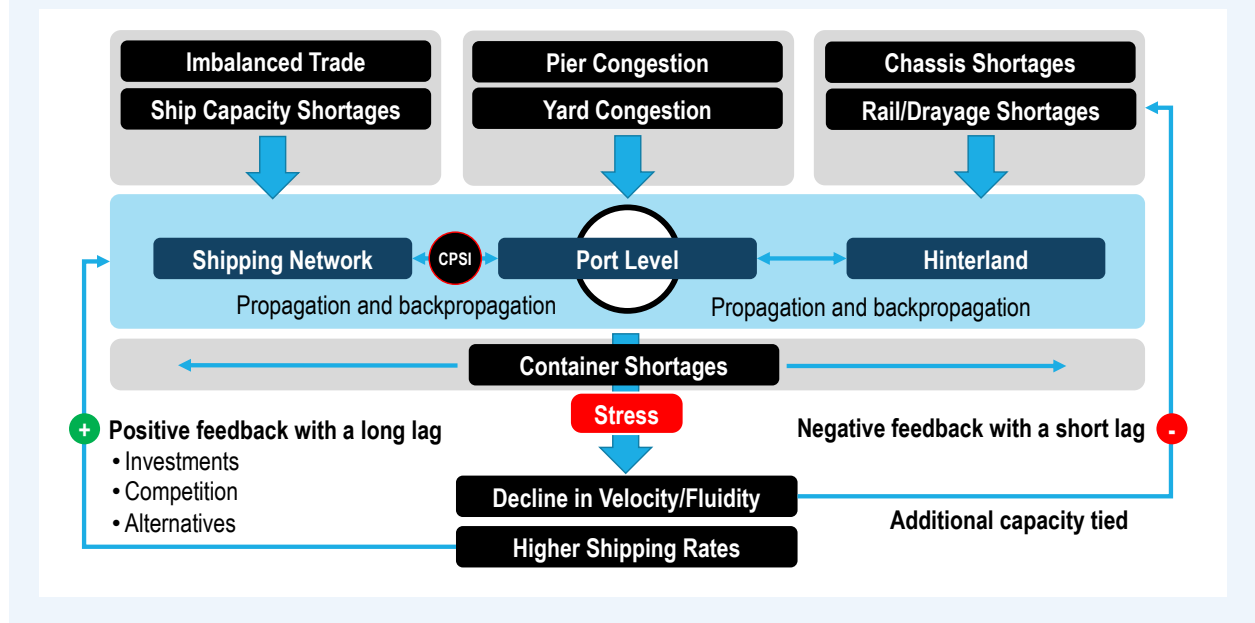 Imbalanced Trade
Ship Capacity Shortages
Pier Congestion
Yard Congestion
Chassis Shortages
Rail/Drayage Shortages
Shipping Network
CPSI
Port Level
Hinterland
Propagation and backpropagation
Propagation and backpropagation
Container Shortages
Stress
+
Positive feedback with a long lag
• Investments
• Competition
• Alternatives
Negative feedback with a short lag
-
Decline in Velocity/Fluidity
Additional capacity tied
Higher Shipping Rates